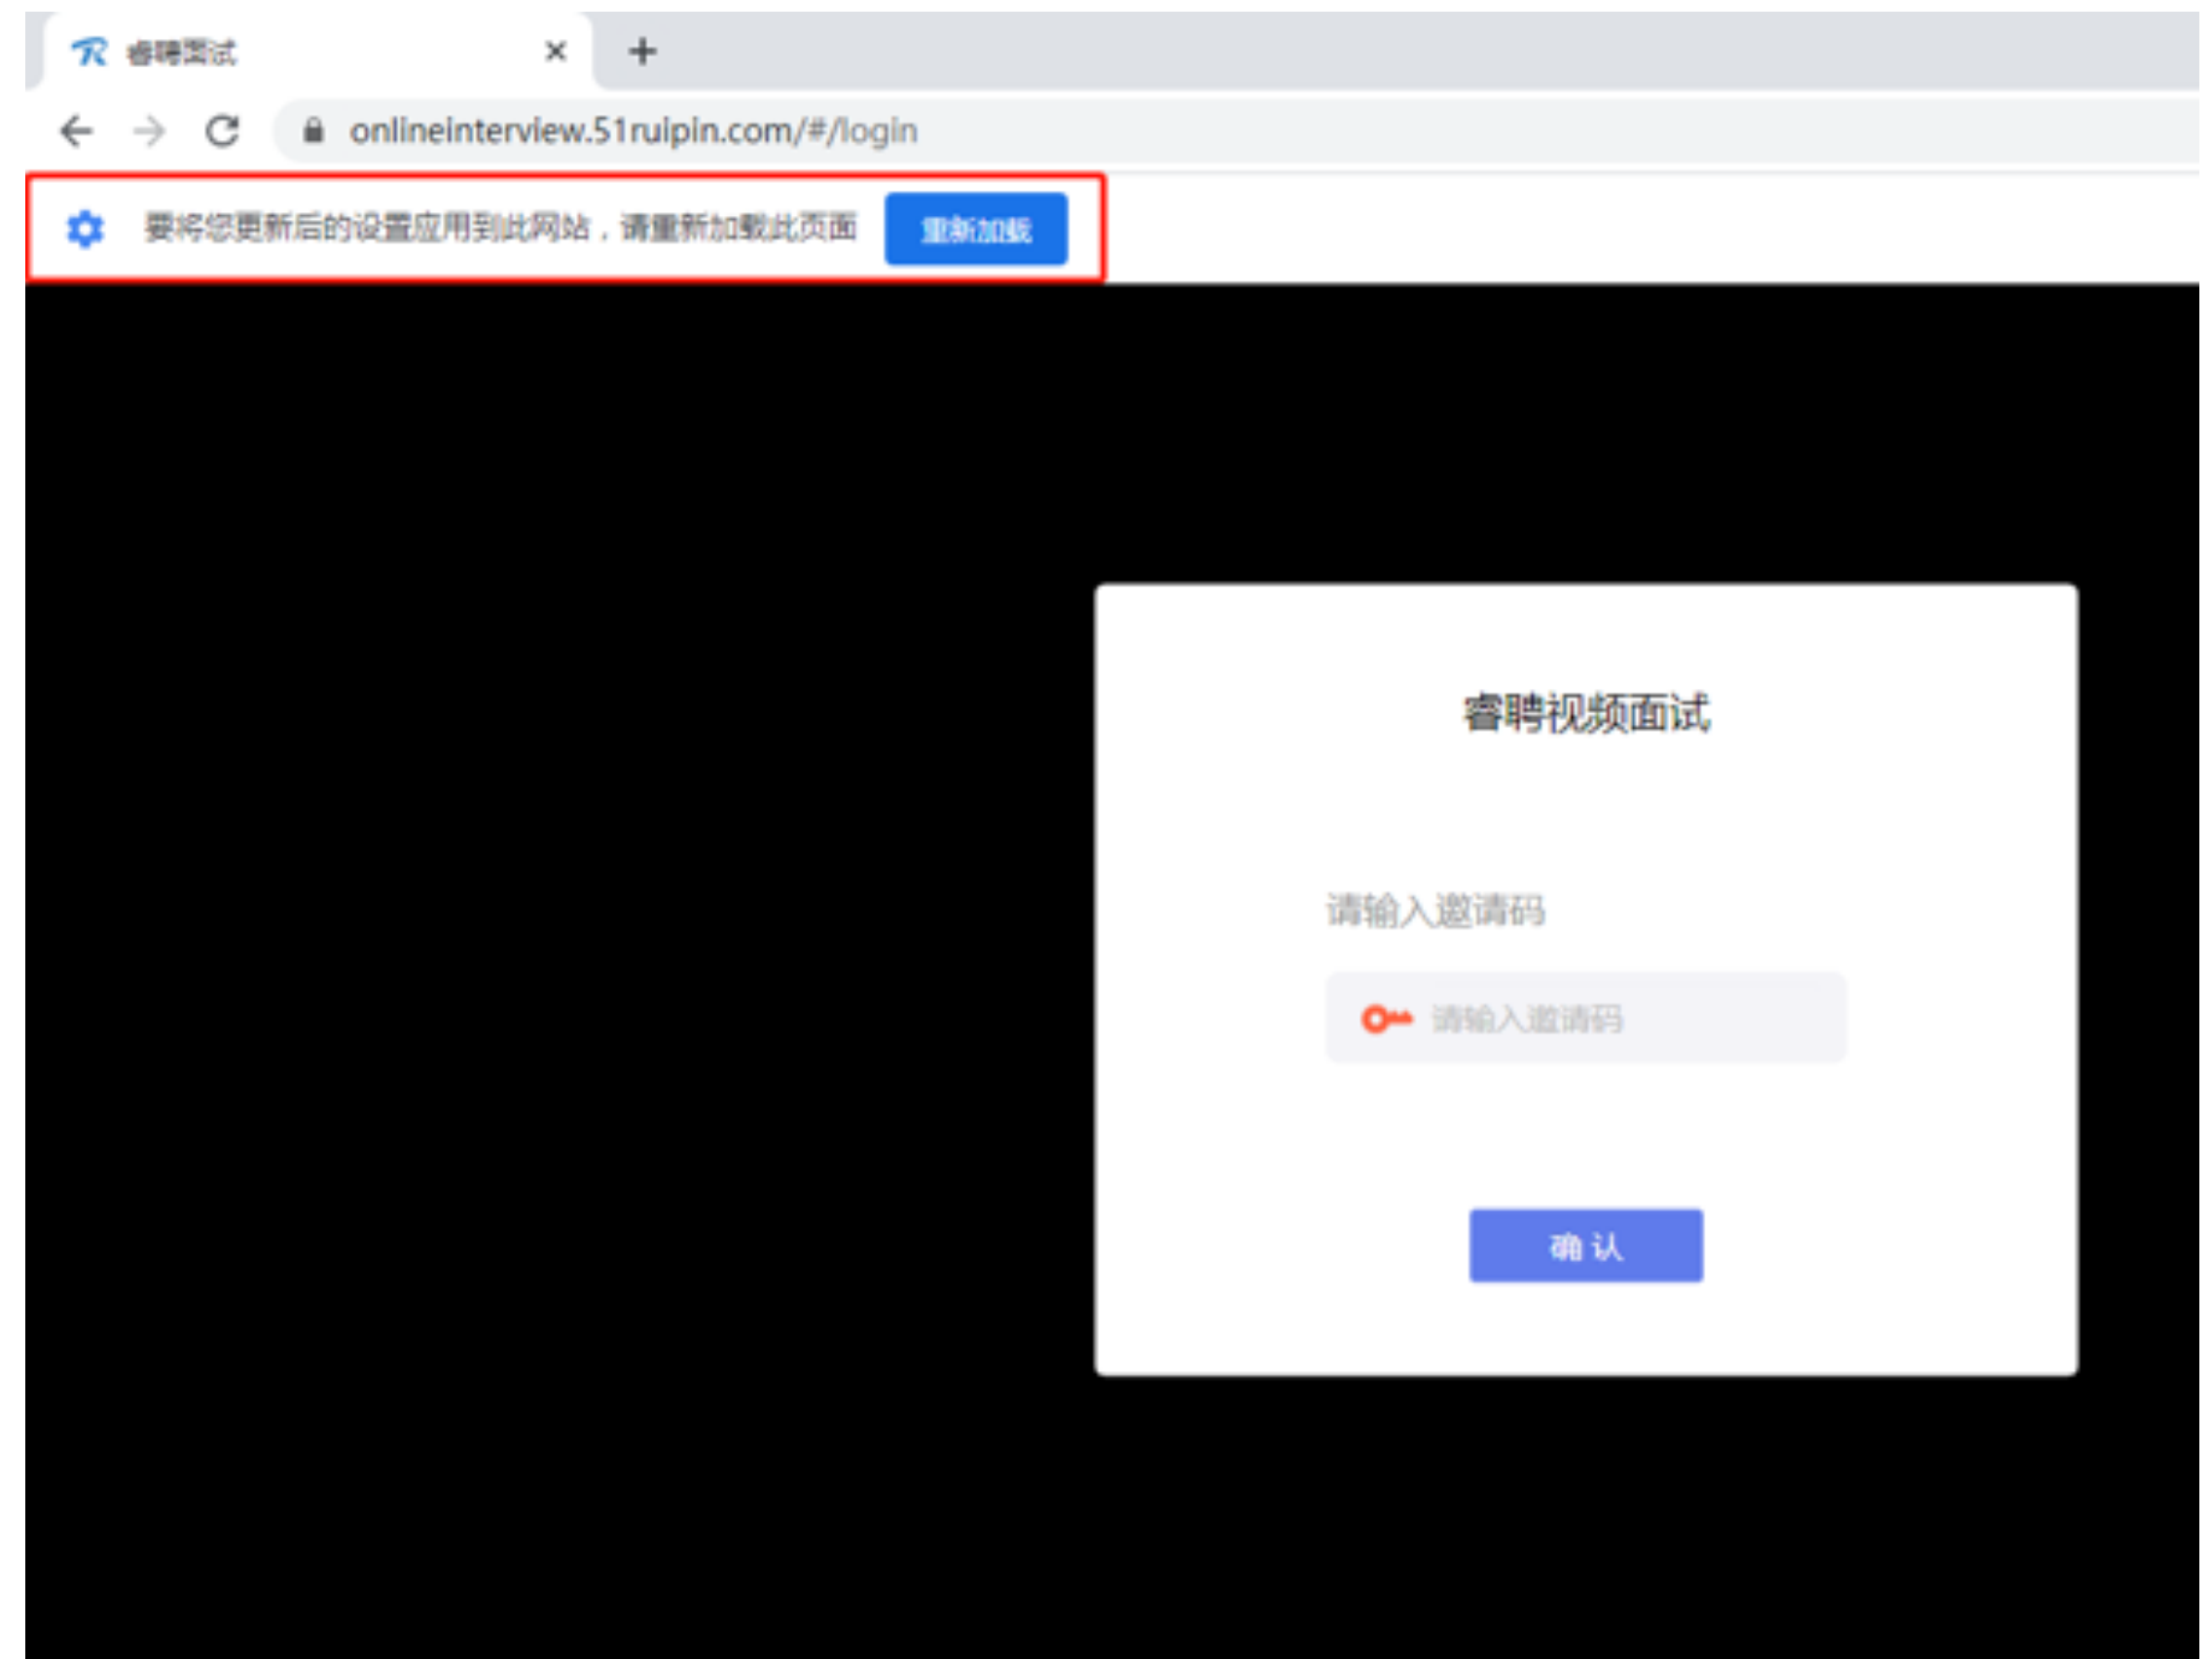 睿聘面试
onlineinterview.51ruipin.com/#/login
要将您更新后的设置应用到此网站，请重新加载此页面 重新加载
睿聘视频面试
请输入邀请码
请输入邀请码
确 认